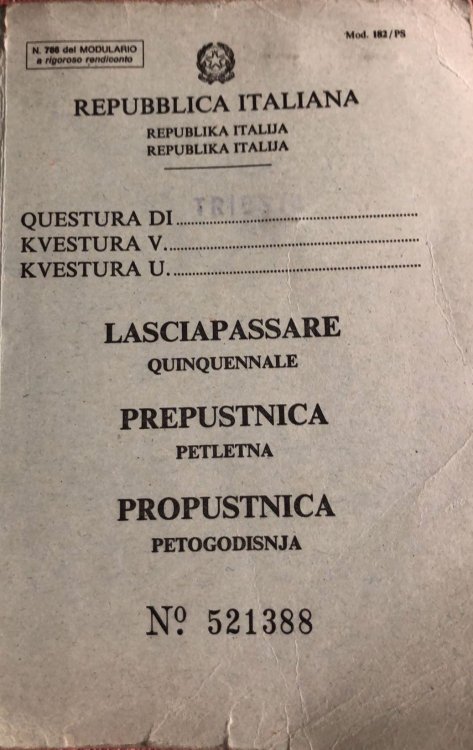 Mod. 182/PS
N. 786 del MODULARIO
a rigoroso rendiconto
REPUBBLICA ITALIANA
REPUBLIKA ITALIJA
REPUBLIKA ITALIJA
TRIESTE
QUESTURA DI
KVESTURA V.
KVESTURA U.
LASCIAPASSARE
QUINQUENNALE
PREPUSTNICA
PETLETNA
PROPUSTNICA
PETOGODISNJA
Nº 521388